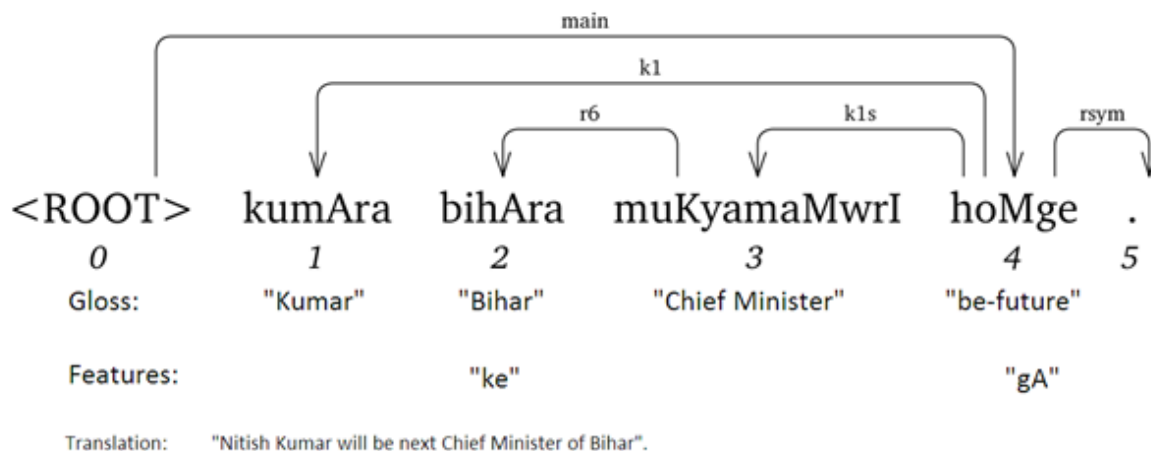 main
k1
r6 k1s rsym
<ROOT> kumAra bihAra muKyamaMwrI hoMge .
0 1 2 3 4 5
Gloss: "Kumar" "Bihar" "Chief Minister" "be-future"
Features: "ke" "gA"
Translation: "Nitish Kumar will be next Chief Minister of Bihar".